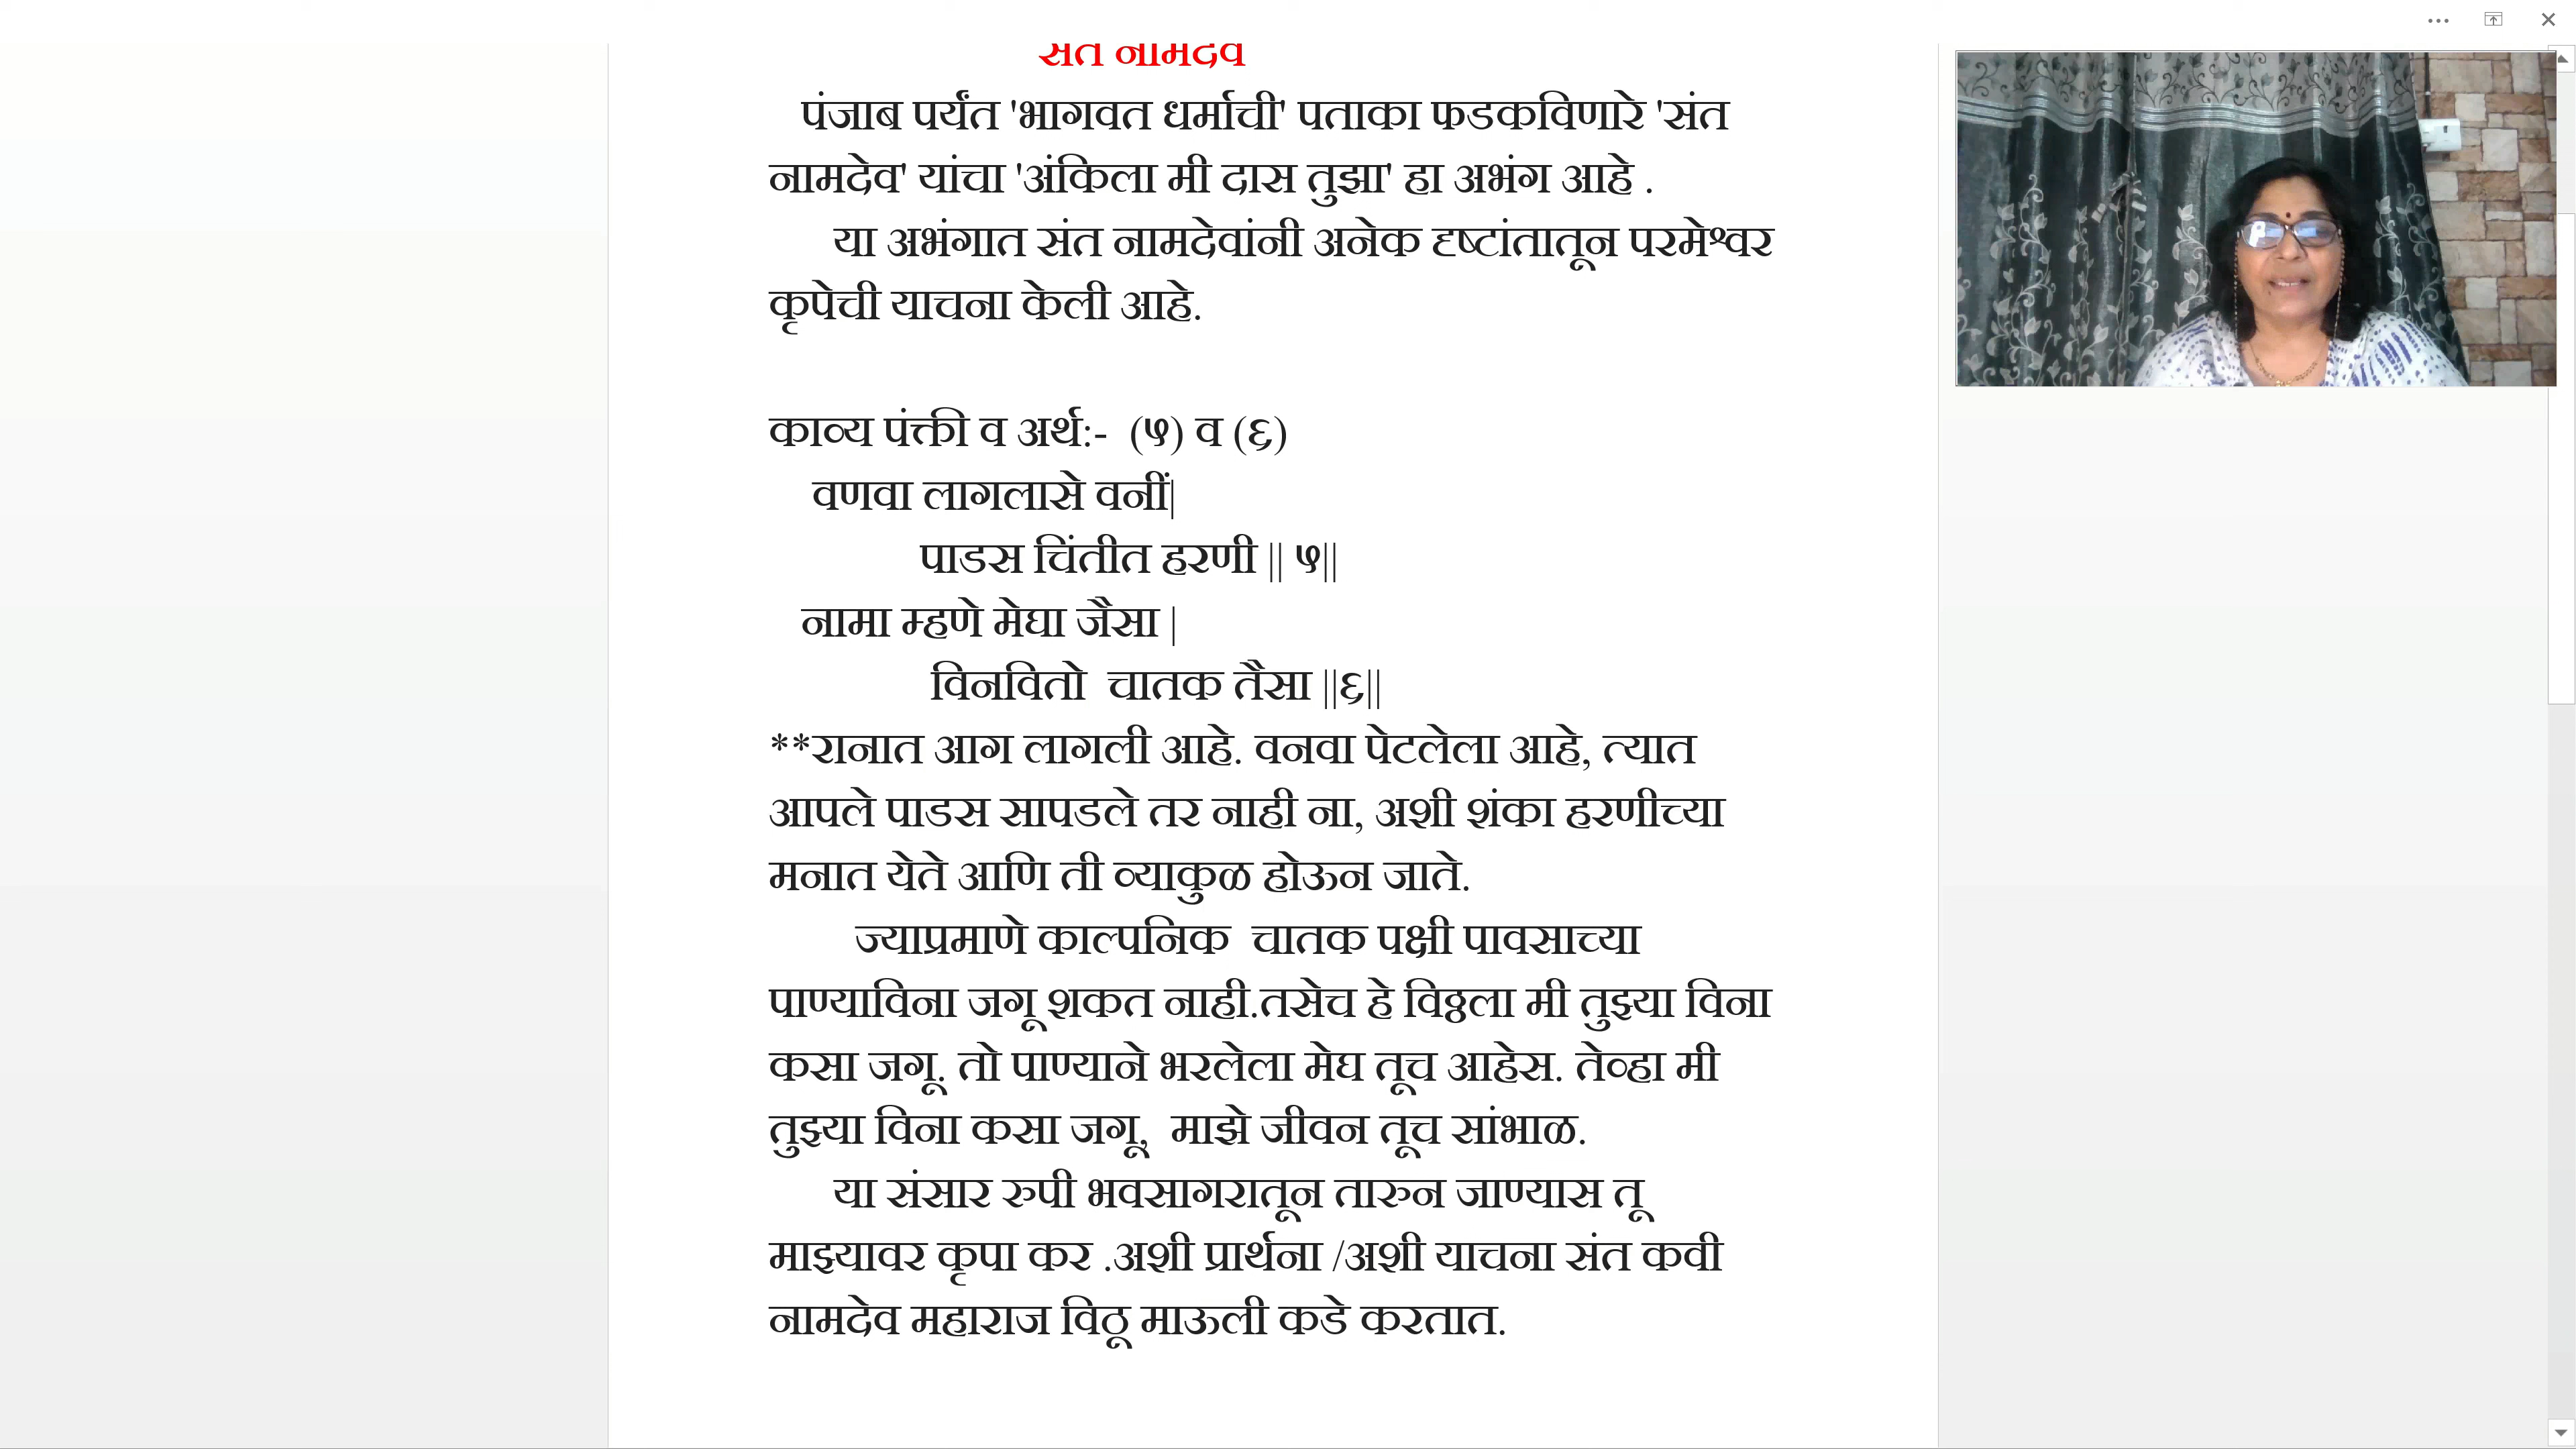 संत नामदेव
पंजाब पर्यंत 'भागवत धर्माची' पताका फडकविणारे 'संत
नामदेव' यांचा 'अंकिला मी दास तुझा' हा अभंग आहे .
या अभंगात संत नामदेवांनी अनेक दृष्टांतातून परमेश्वर
कृपेची याचना केली आहे.
काव्य पंक्ती व अर्थ:- (५) व (६)
वणवा लागलासे वनीं|
पाडस चिंतीत हरणी || ५||
नामा म्हणे मेघा जैसा |
विनवितो चातक तैसा ||६||
**रानात आग लागली आहे. वनवा पेटलेला आहे, त्यात
आपले पाडस सापडले तर नाही ना, अशी शंका हरणीच्या
मनात येते आणि ती व्याकुळ होऊन जाते.
ज्याप्रमाणे काल्पनिक चातक पक्षी पावसाच्या
पाण्याविना जगू शकत नाही.तसेच हे विठ्ठला मी तुझ्या विना
कसा जगू. तो पाण्याने भरलेला मेघ तूच आहेस. तेव्हा मी
तुझ्या विना कसा जगू, माझे जीवन तूच सांभाळ.
या संसार रुपी भवसागरातून तारुन जाण्यास तू
माझ्यावर कृपा कर .अशी प्रार्थना /अशी याचना संत कवी
नामदेव महाराज विठू माऊली कडे करतात.